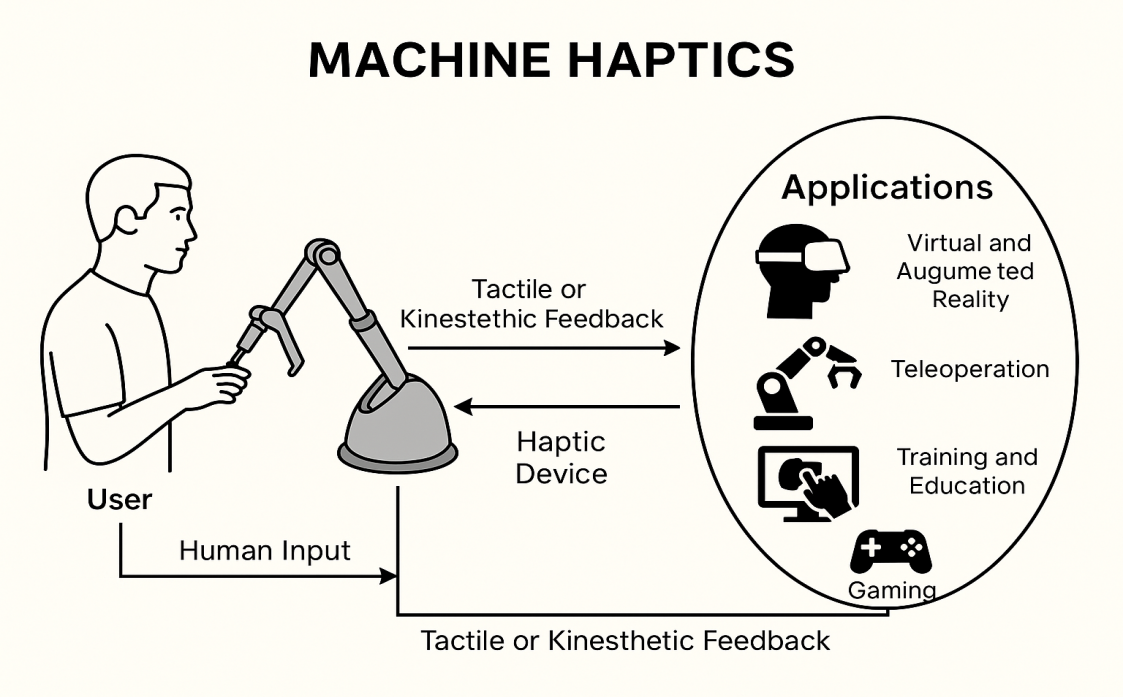 MACHINE HAPTICS
Applications
Virtual and
Augume ted
Reality
Tactile or
Kinestethic Feedback
Teleoperation
Haptic
Device
Training and
Education
User
Human Input
Gaming
Tactile or Kinesthetic Feedback